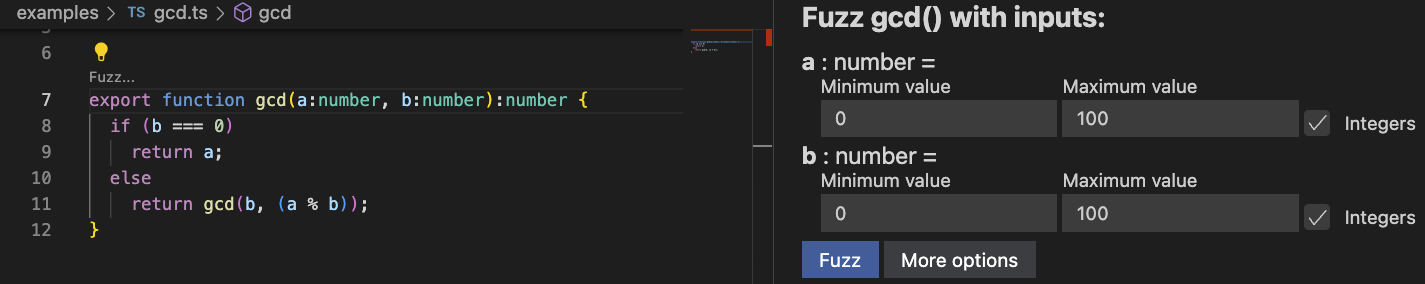 examples > TS gcd.ts > gcd
6
Fuzz...
7 export function gcd(a:number, b:number):number {
8 if (b === 0)
9 return a;
10 else
11 return gcd(b, (a % b));
12 }
Fuzz gcd() with inputs:
a : number =
Minimum value Maximum value
0 100 Integers
b : number =
Minimum value Maximum value
0 100 Integers
Fuzz More options